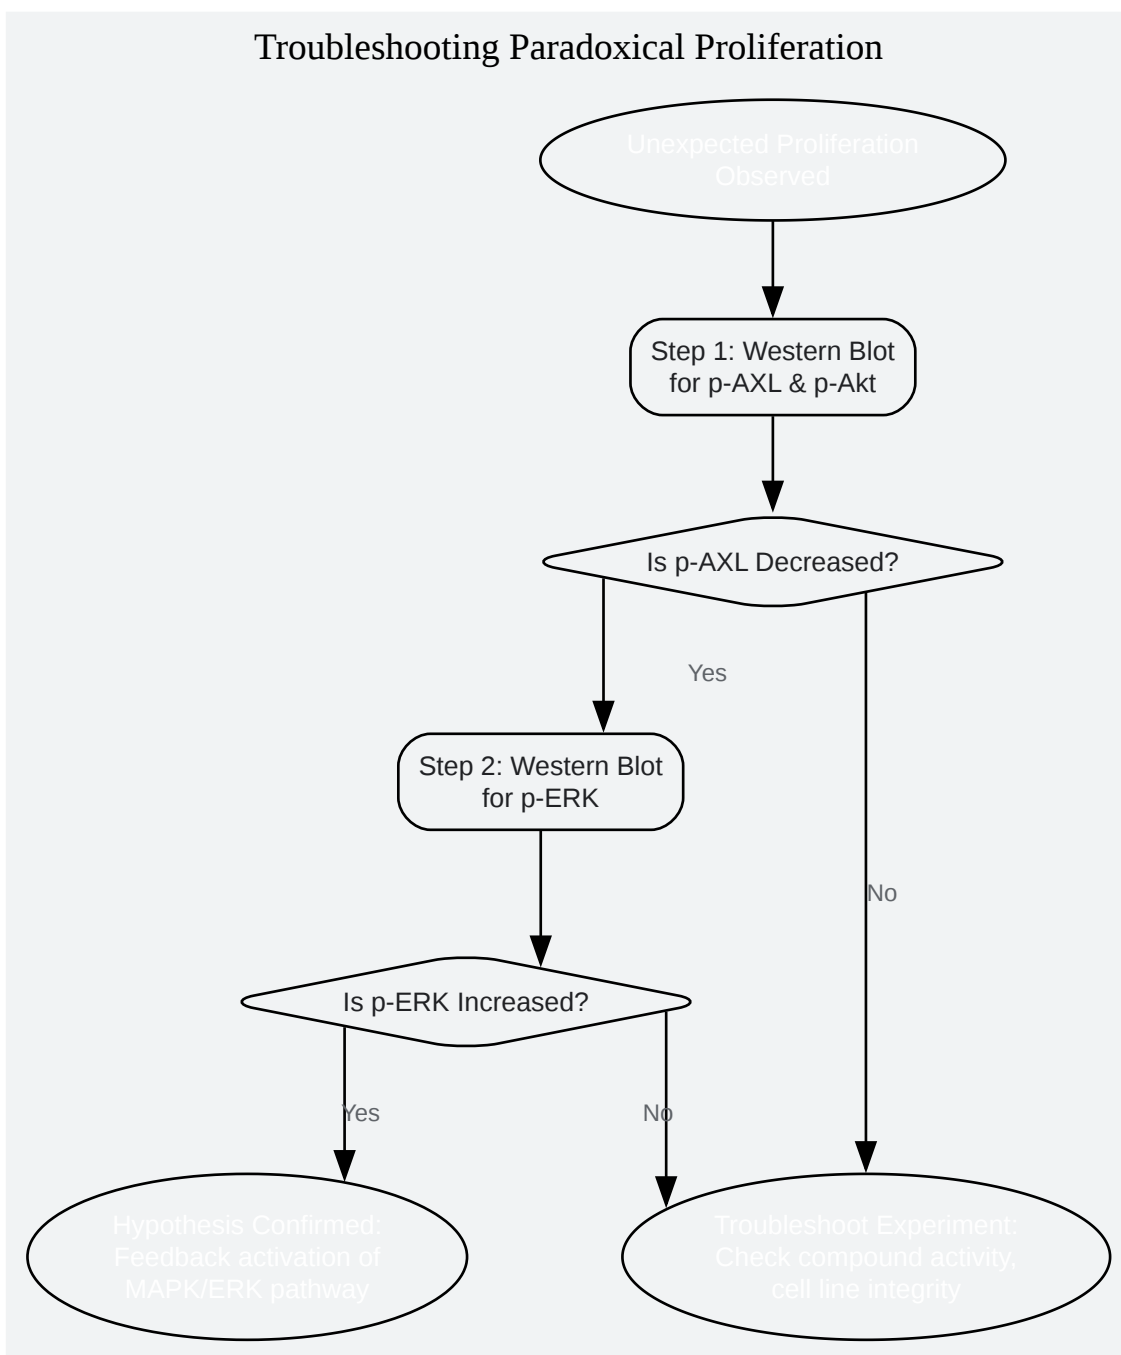 Troubleshooting Paradoxical Proliferation
Unexpected Proliferation
Observed
Step 1: Western Blot
for p-AXL & p-Akt
Is p-AXL Decreased?
Yes
Step 2: Western Blot
for p-ERK
No
Is p-ERK Increased?
Yes
No
Hypothesis Confirmed:
Feedback activation of
MAPK/ERK pathway
Troubleshoot Experiment:
Check compound activity,
cell line integrity